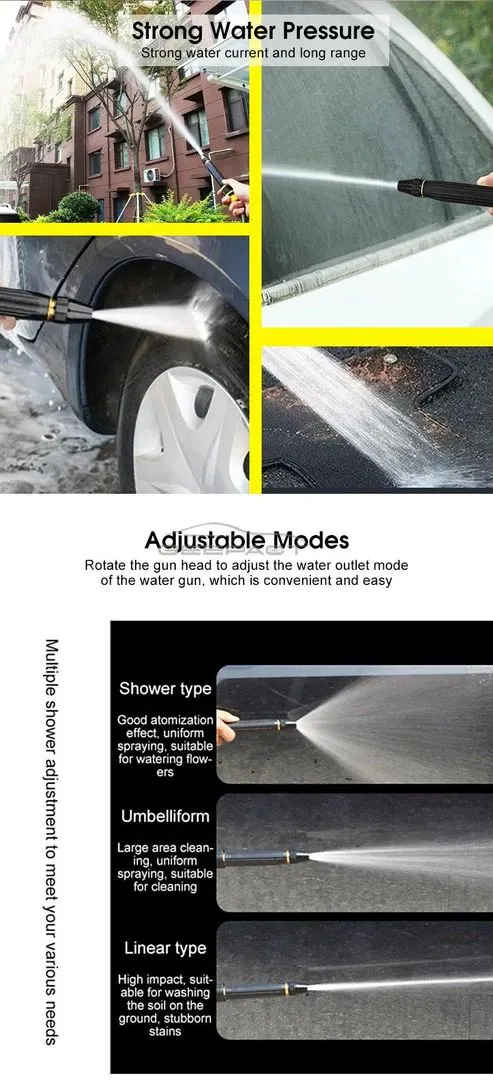 Strong Water Pressure
Strong water current and long range
Adjustable Modes
Rotate the gun head to adjust the water outlet mode
of the water gun, which is convenient and easy
Multiple shower adjustment to meet your various needs
Shower type
Good atomization
effect, uniform
spraying, suitable
for watering flow-
ers
Umbelliform
Large area clean-
ing, uniform
spraying, suitable
for cleaning
Linear type
High impact, suit-
able for washing
the soil on the
ground, stubborn
stains